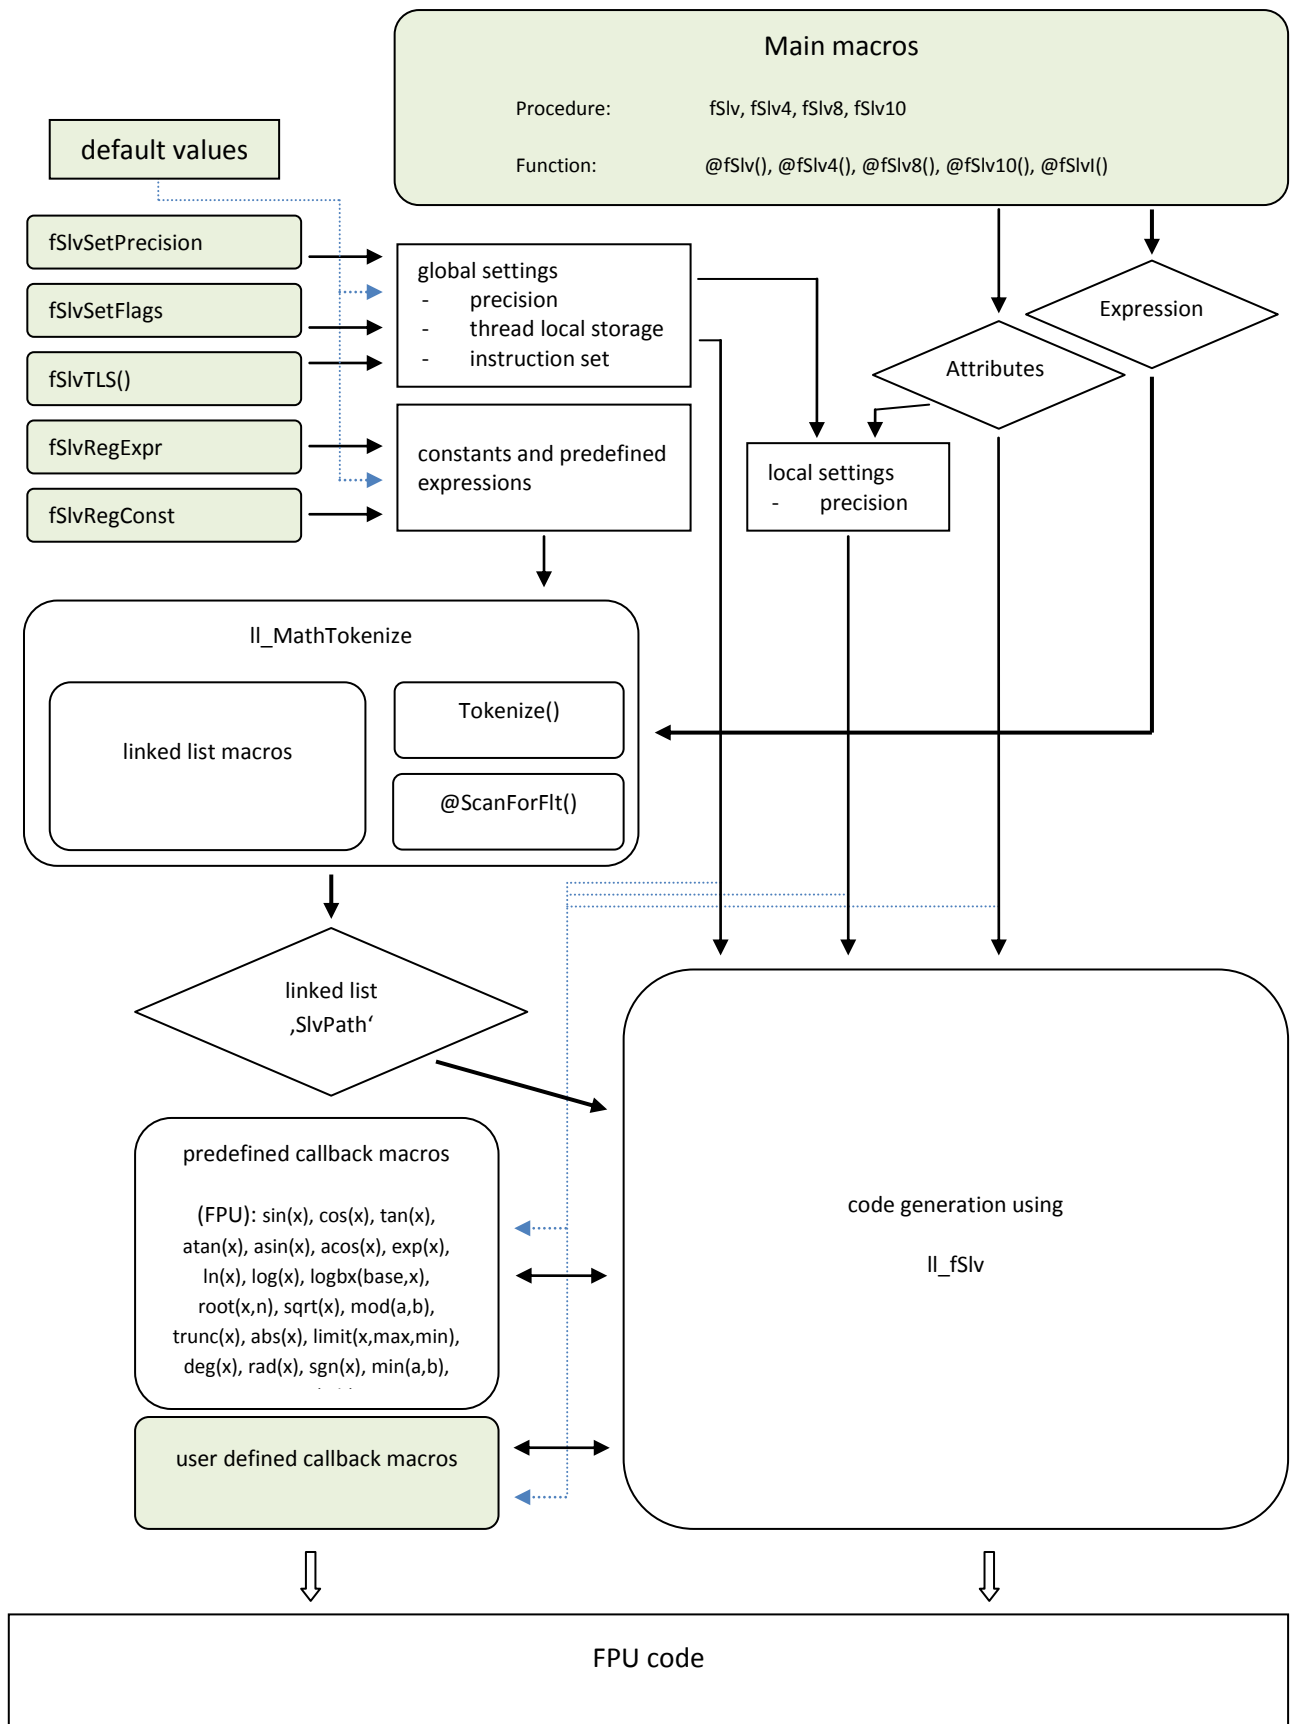 Main macros
Procedure: fSlv, fSlv4, fSlv8, fSlv10
Function: @fSlv(), @fSlv4(), @fSlv8(), @fSlv10(), @fSlvI()
default values
fSlvSetPrecision
fSlvSetFlags
fSlvTLS()
fSlvRegExpr
fSlvRegConst
global settings
- precision
- thread local storage
- instruction set
constants and predefined
expressions
Expression
Attributes
local settings
- precision
ll_MathTokenize
linked list macros
Tokenize()
@ScanForFlt()
linked list
‚SlvPath‘
predefined callback macros
(FPU): sin(x), cos(x), tan(x),
atan(x), asin(x), acos(x), exp(x),
ln(x), log(x), logbx(base,x),
root(x,n), sqrt(x), mod(a,b),
trunc(x), abs(x), limit(x,max,min),
deg(x), rad(x), sgn(x), min(a,b),
user defined callback macros
code generation using
ll_fSlv
FPU code